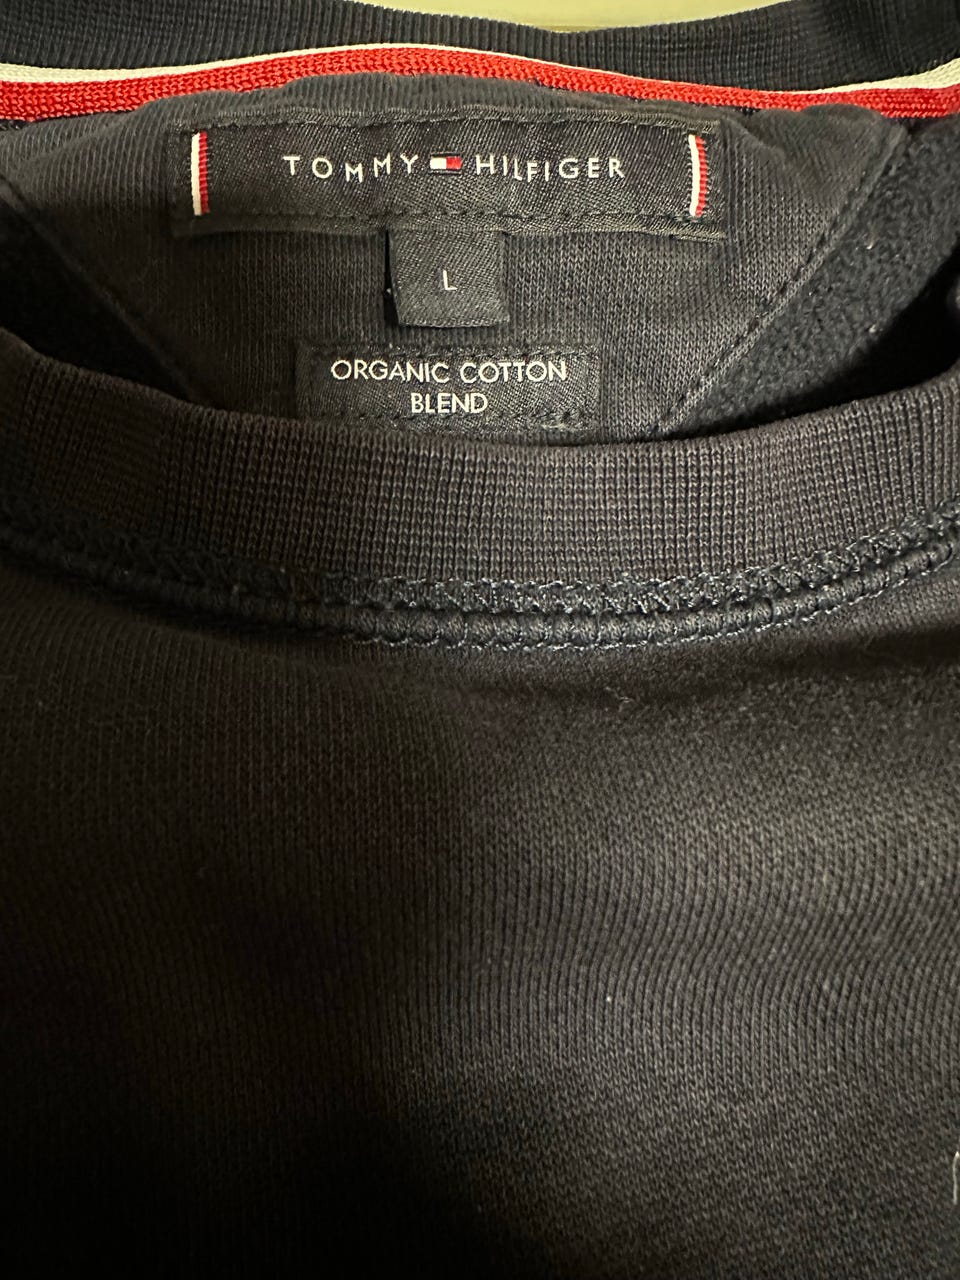 TOMMY HILFIGER
L
ORGANIC COTTON
BLEND